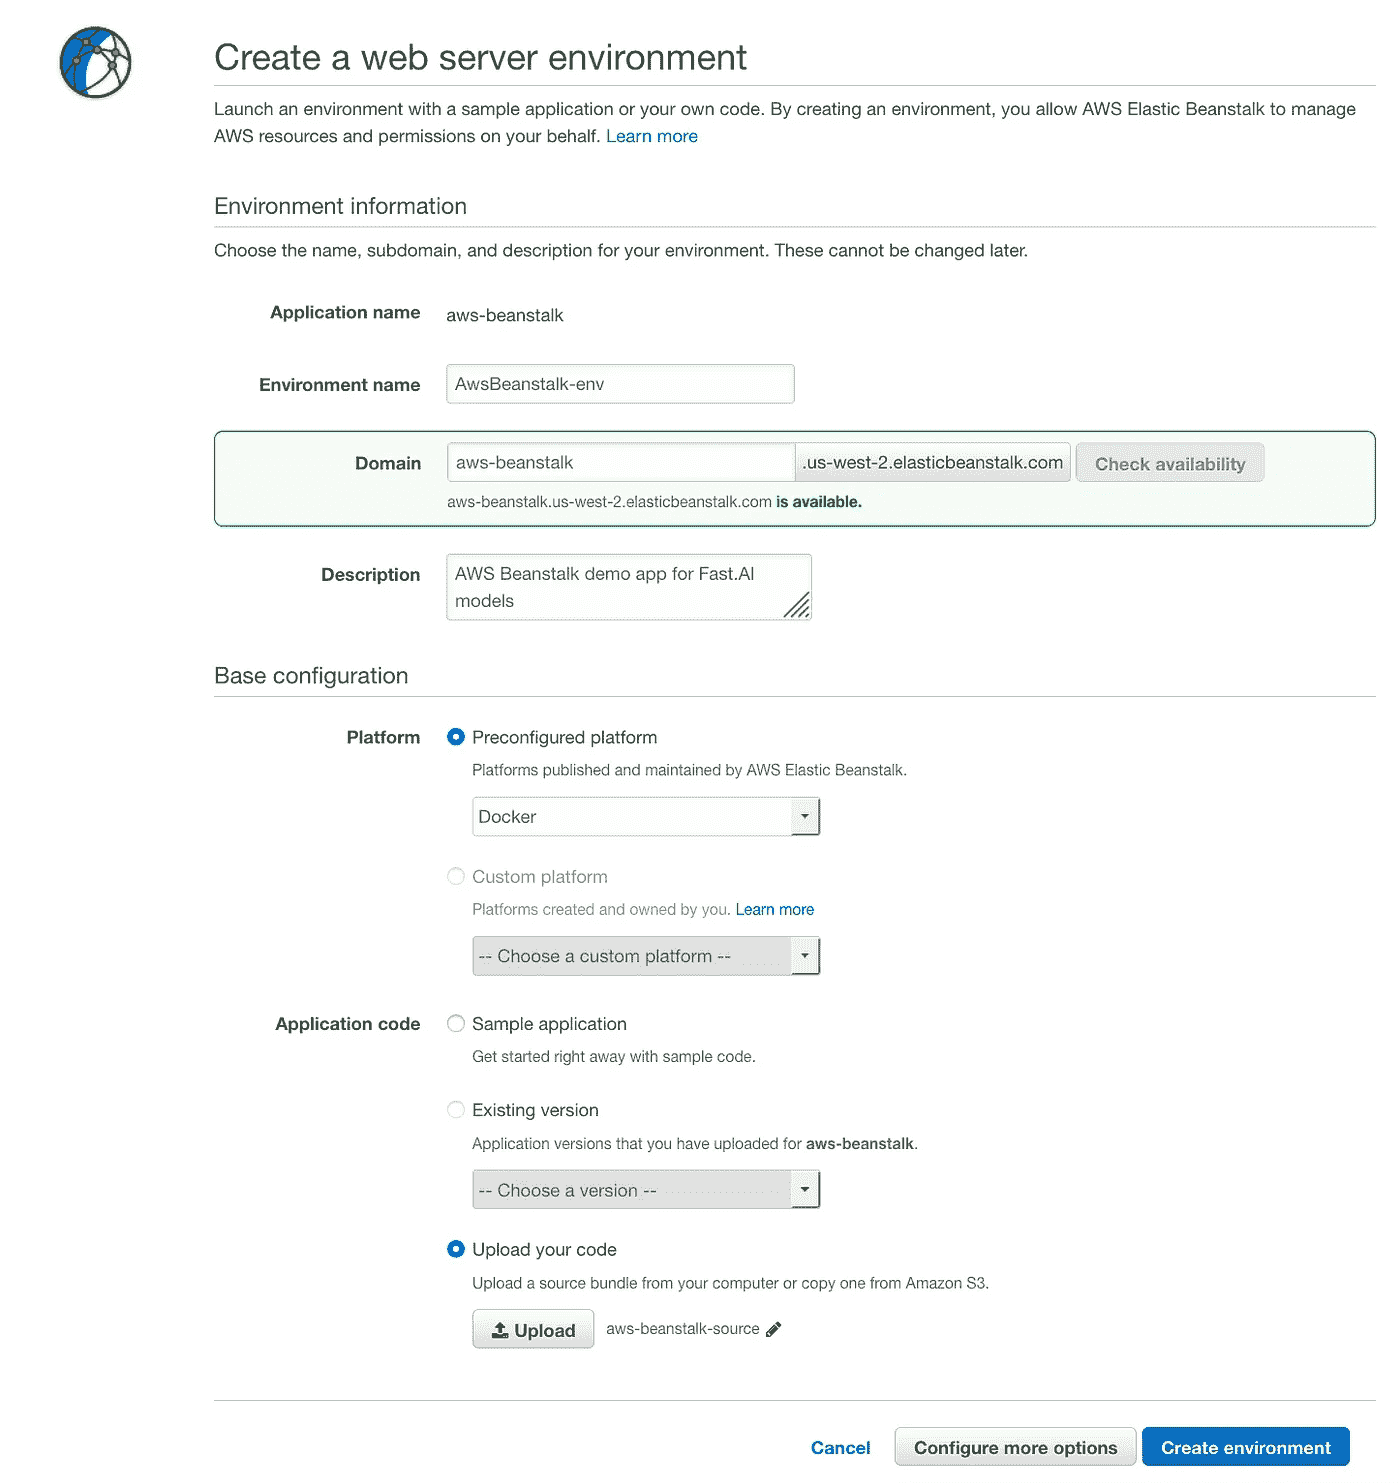 Create a web server environment
Launch an environment with a sample application or your own code. By creating an environment, you allow AWS Elastic Beanstalk to manage
AWS resources and permissions on your behalf. Learn more
Environment information
Choose the name, subdomain, and description for your environment. These cannot be changed later.
Application name aws-beanstalk
Environment name AwsBeanstalk-env
Domain aws-beanstalk .us-west-2.elasticbeanstalk.com Check availability
aws-beanstalk.us-west-2.elasticbeanstalk.com is available.
Description AWS Beanstalk demo app for Fast.AI
models
Base configuration
Platform Preconfigured platform
Platforms published and maintained by AWS Elastic Beanstalk.
Docker
Custom platform
Platforms created and owned by you. Learn more
-- Choose a custom platform --
Application code Sample application
Get started right away with sample code.
Existing version
Application versions that you have uploaded for aws-beanstalk.
-- Choose a version --
Upload your code
Upload a source bundle from your computer or copy one from Amazon S3.
Upload aws-beanstalk-source
Cancel Configure more options Create environment